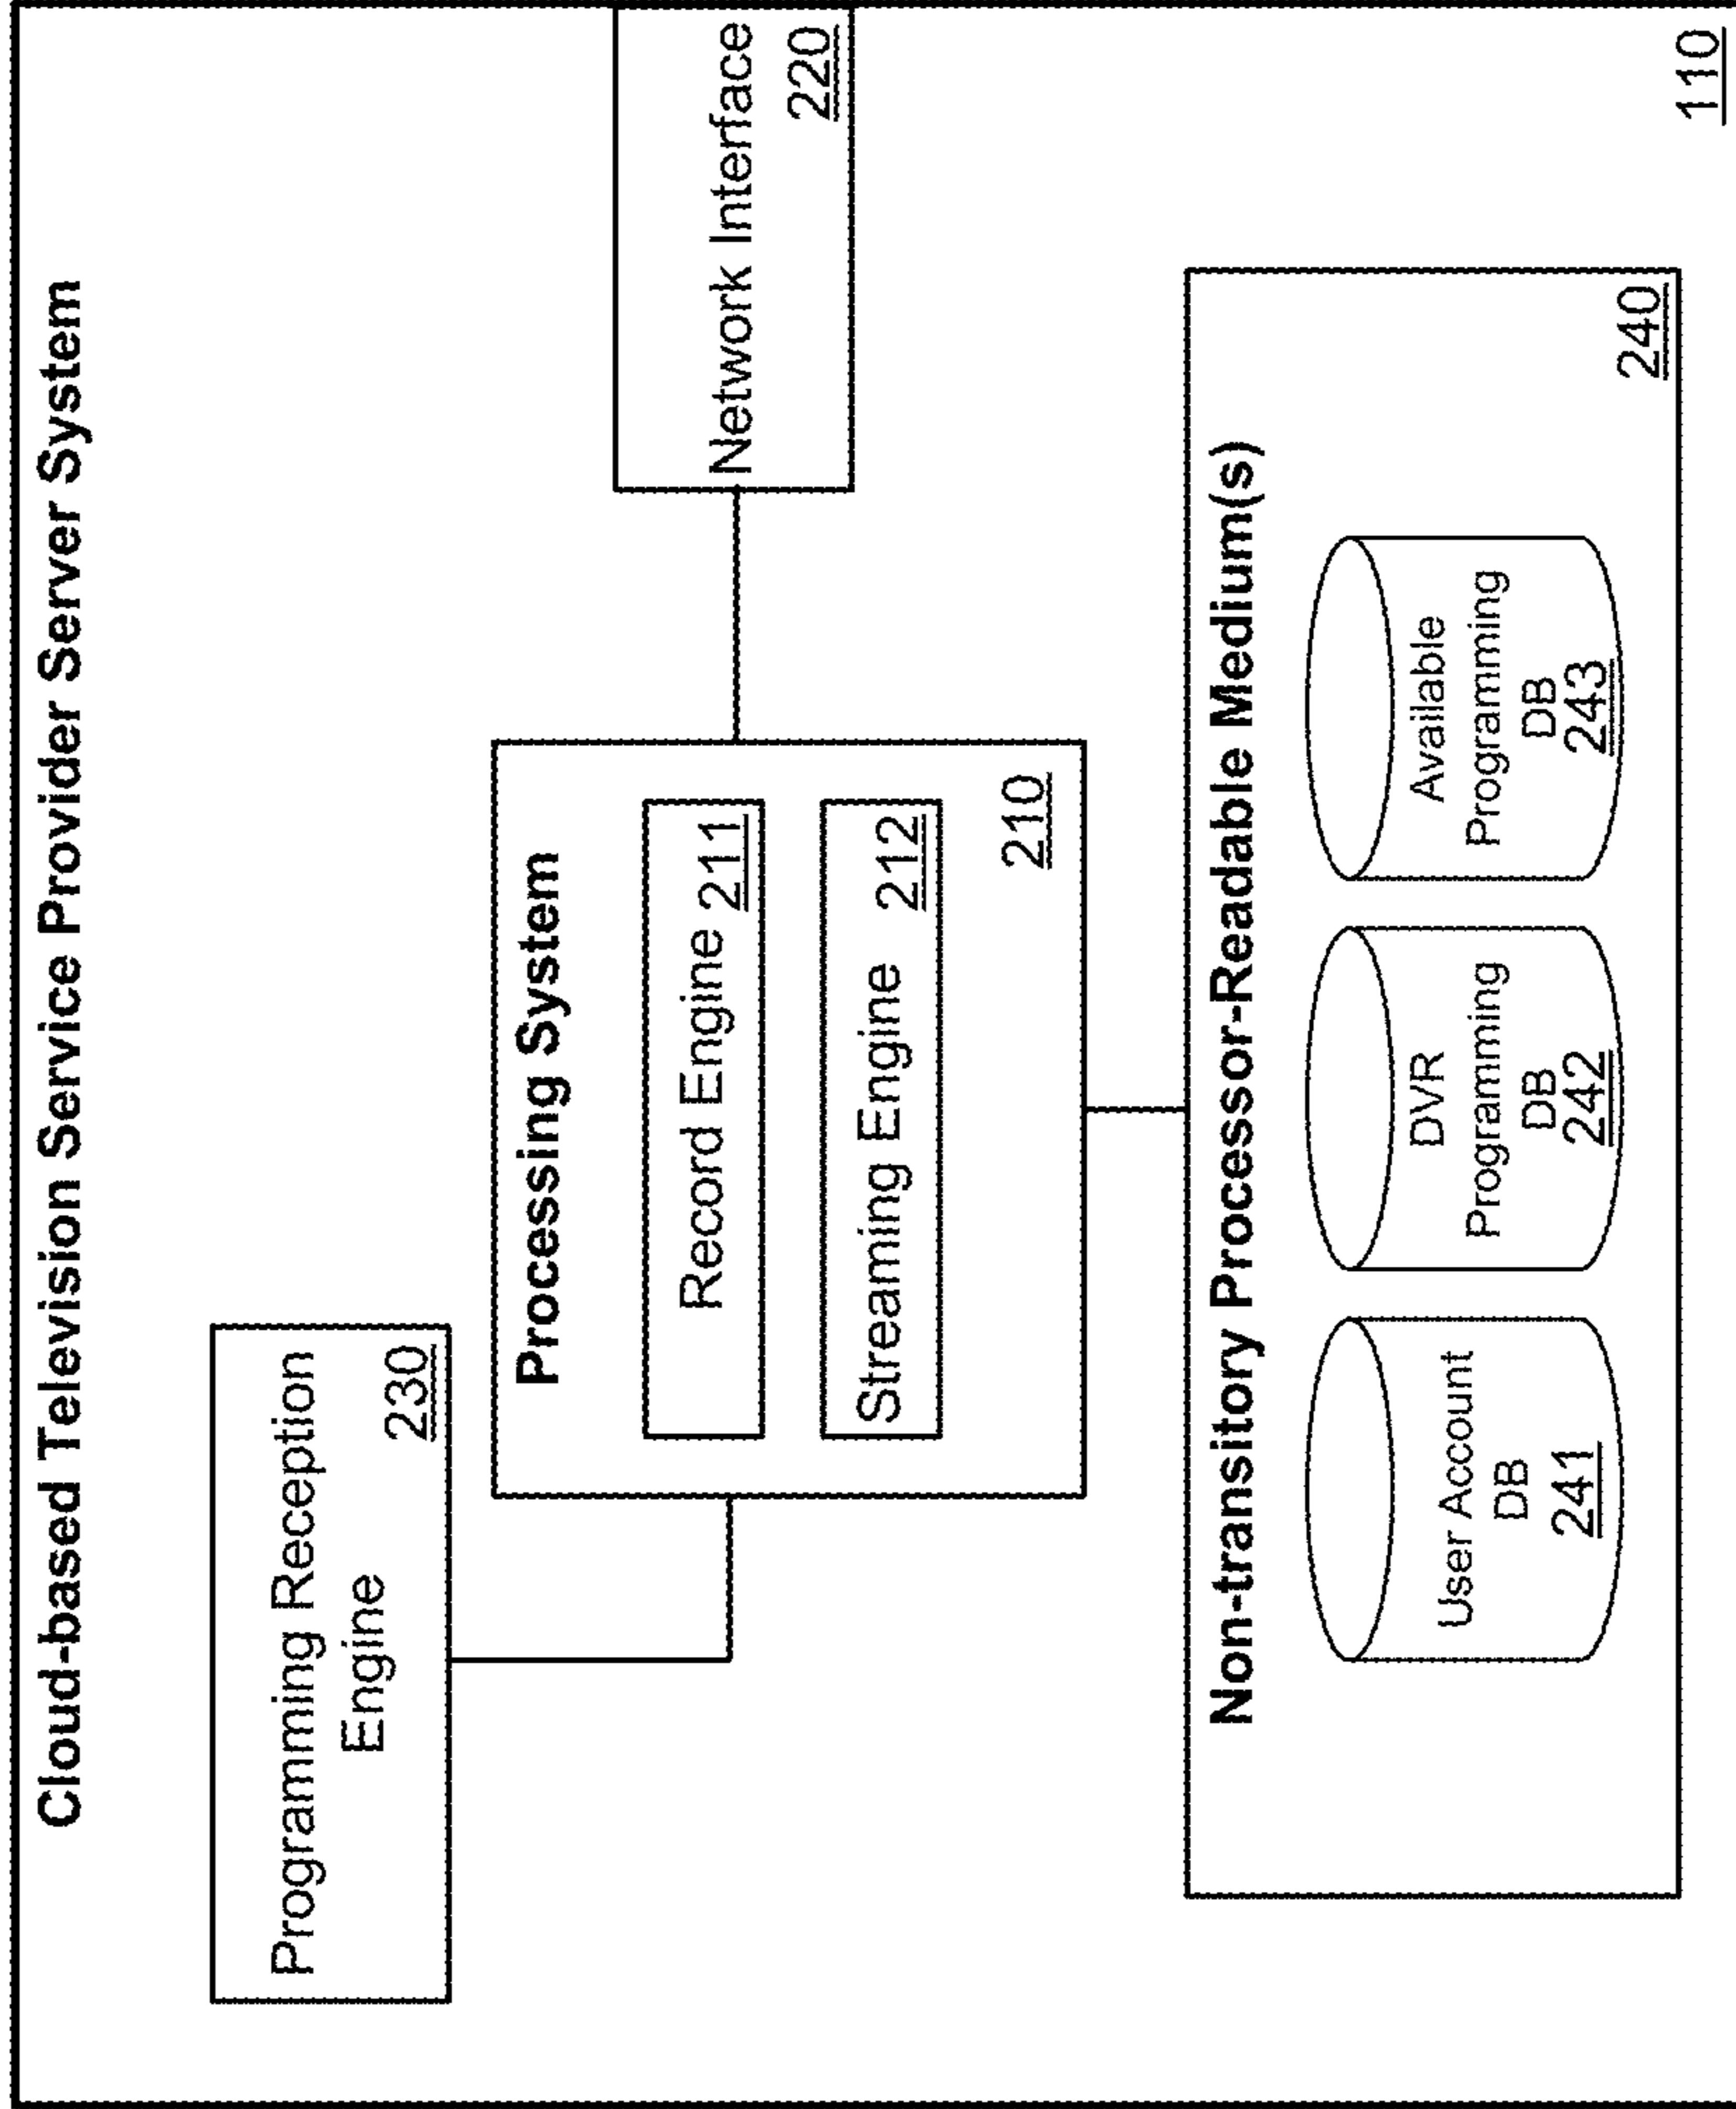 Cloud-based Television Service Provider Server System
Programming Reception
Engine
230
Processing System
Record Engine 211
Streaming Engine 212
210
Network Interface
220
Non-transitory Processor-Readable Medium(s)
User Account
DB
241
DVR
Programming
DB
242
Available
Programming
DB
243
240
110